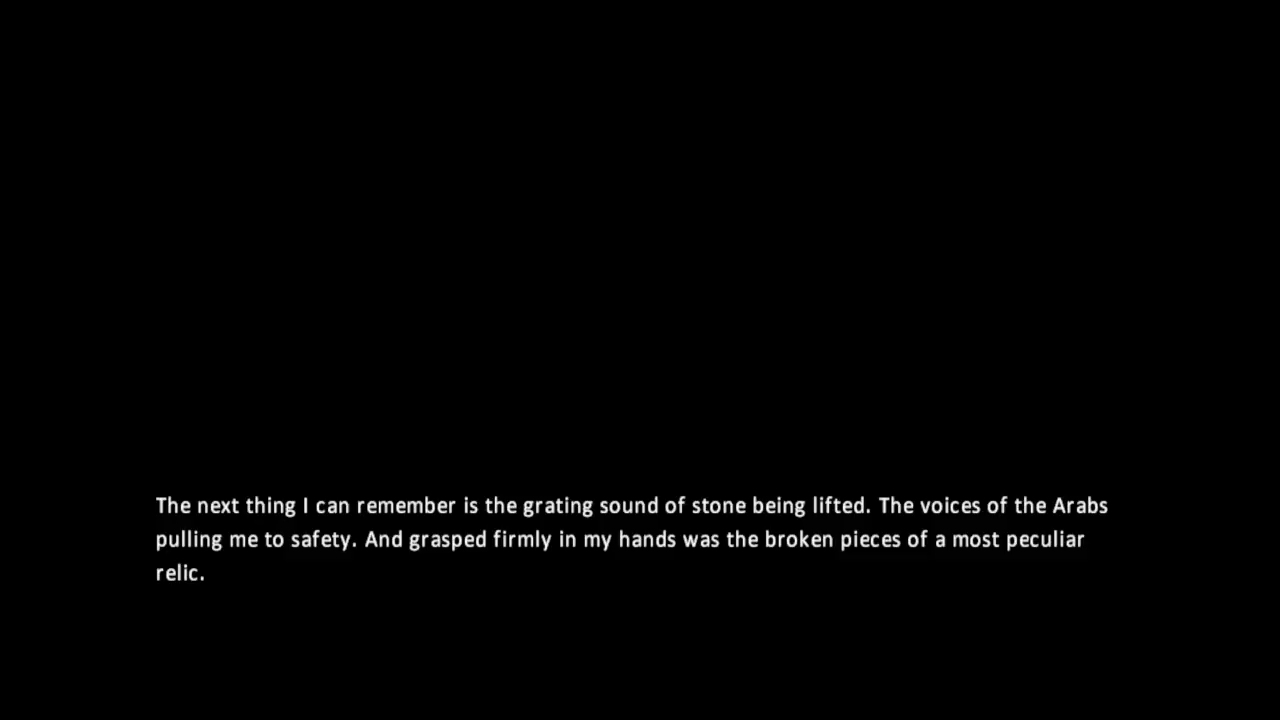 The next thing I can remember is the grating sound of stone being lifted. The voices of the Arabs
pulling me to safety. And grasped firmly in my hands was the broken pieces of a most peculiar
relic.